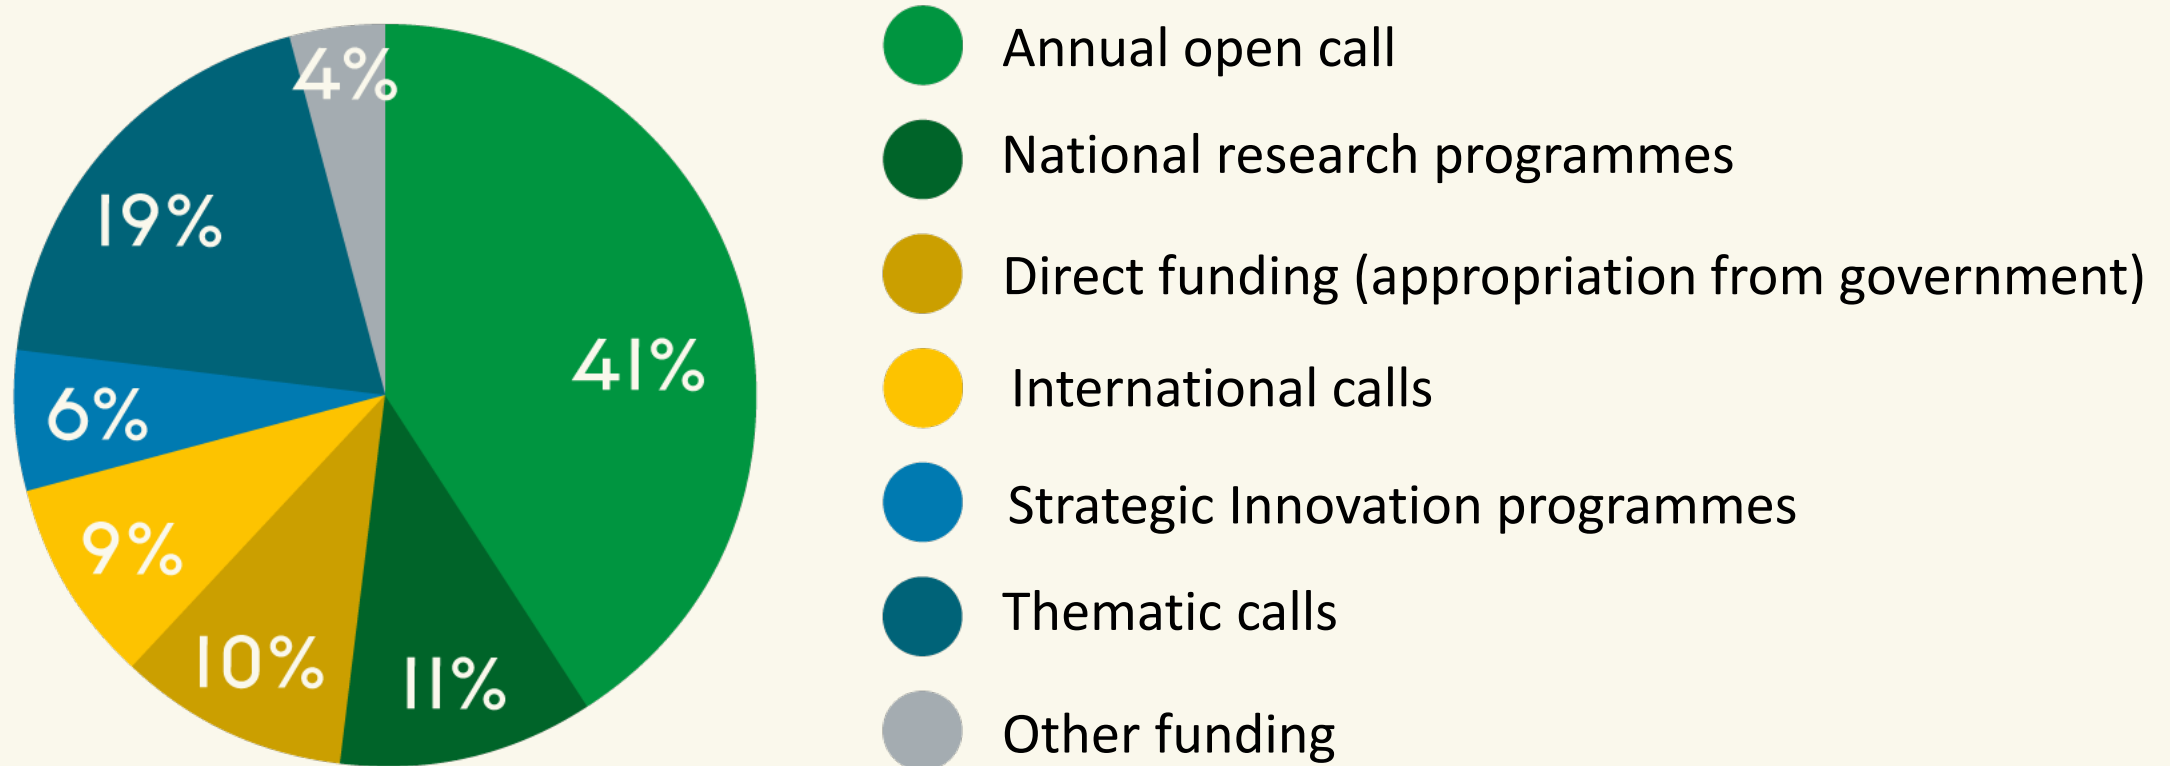 4%
19%
41%
6%
9%
10%
11%
Annual open call
National research programmes
Direct funding (appropriation from government)
International calls
Strategic Innovation programmes
Thematic calls
Other funding